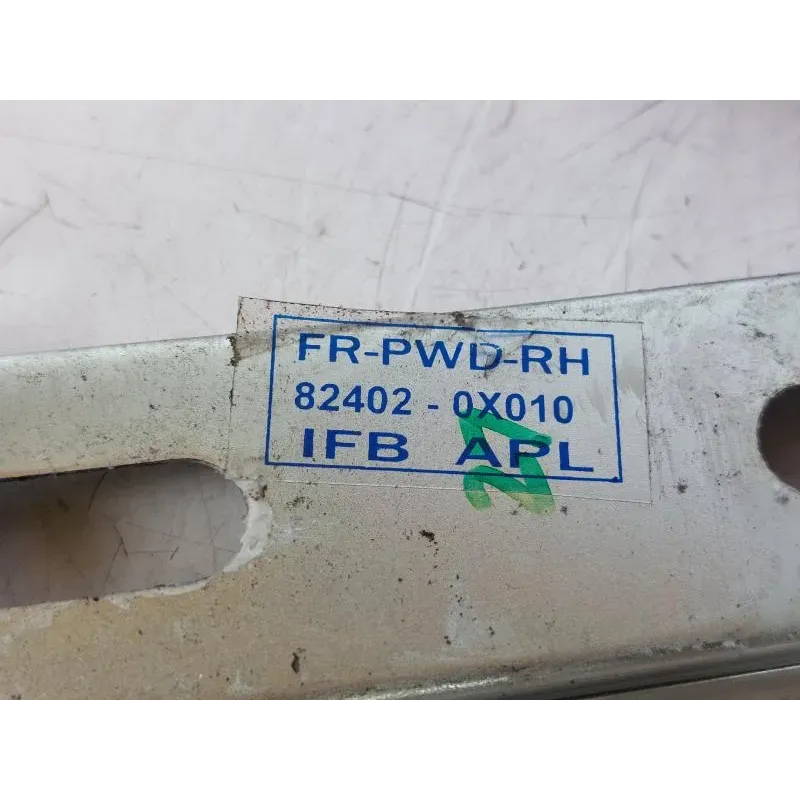 FR-PWD-RH
82402 - 0X010
IFB APL